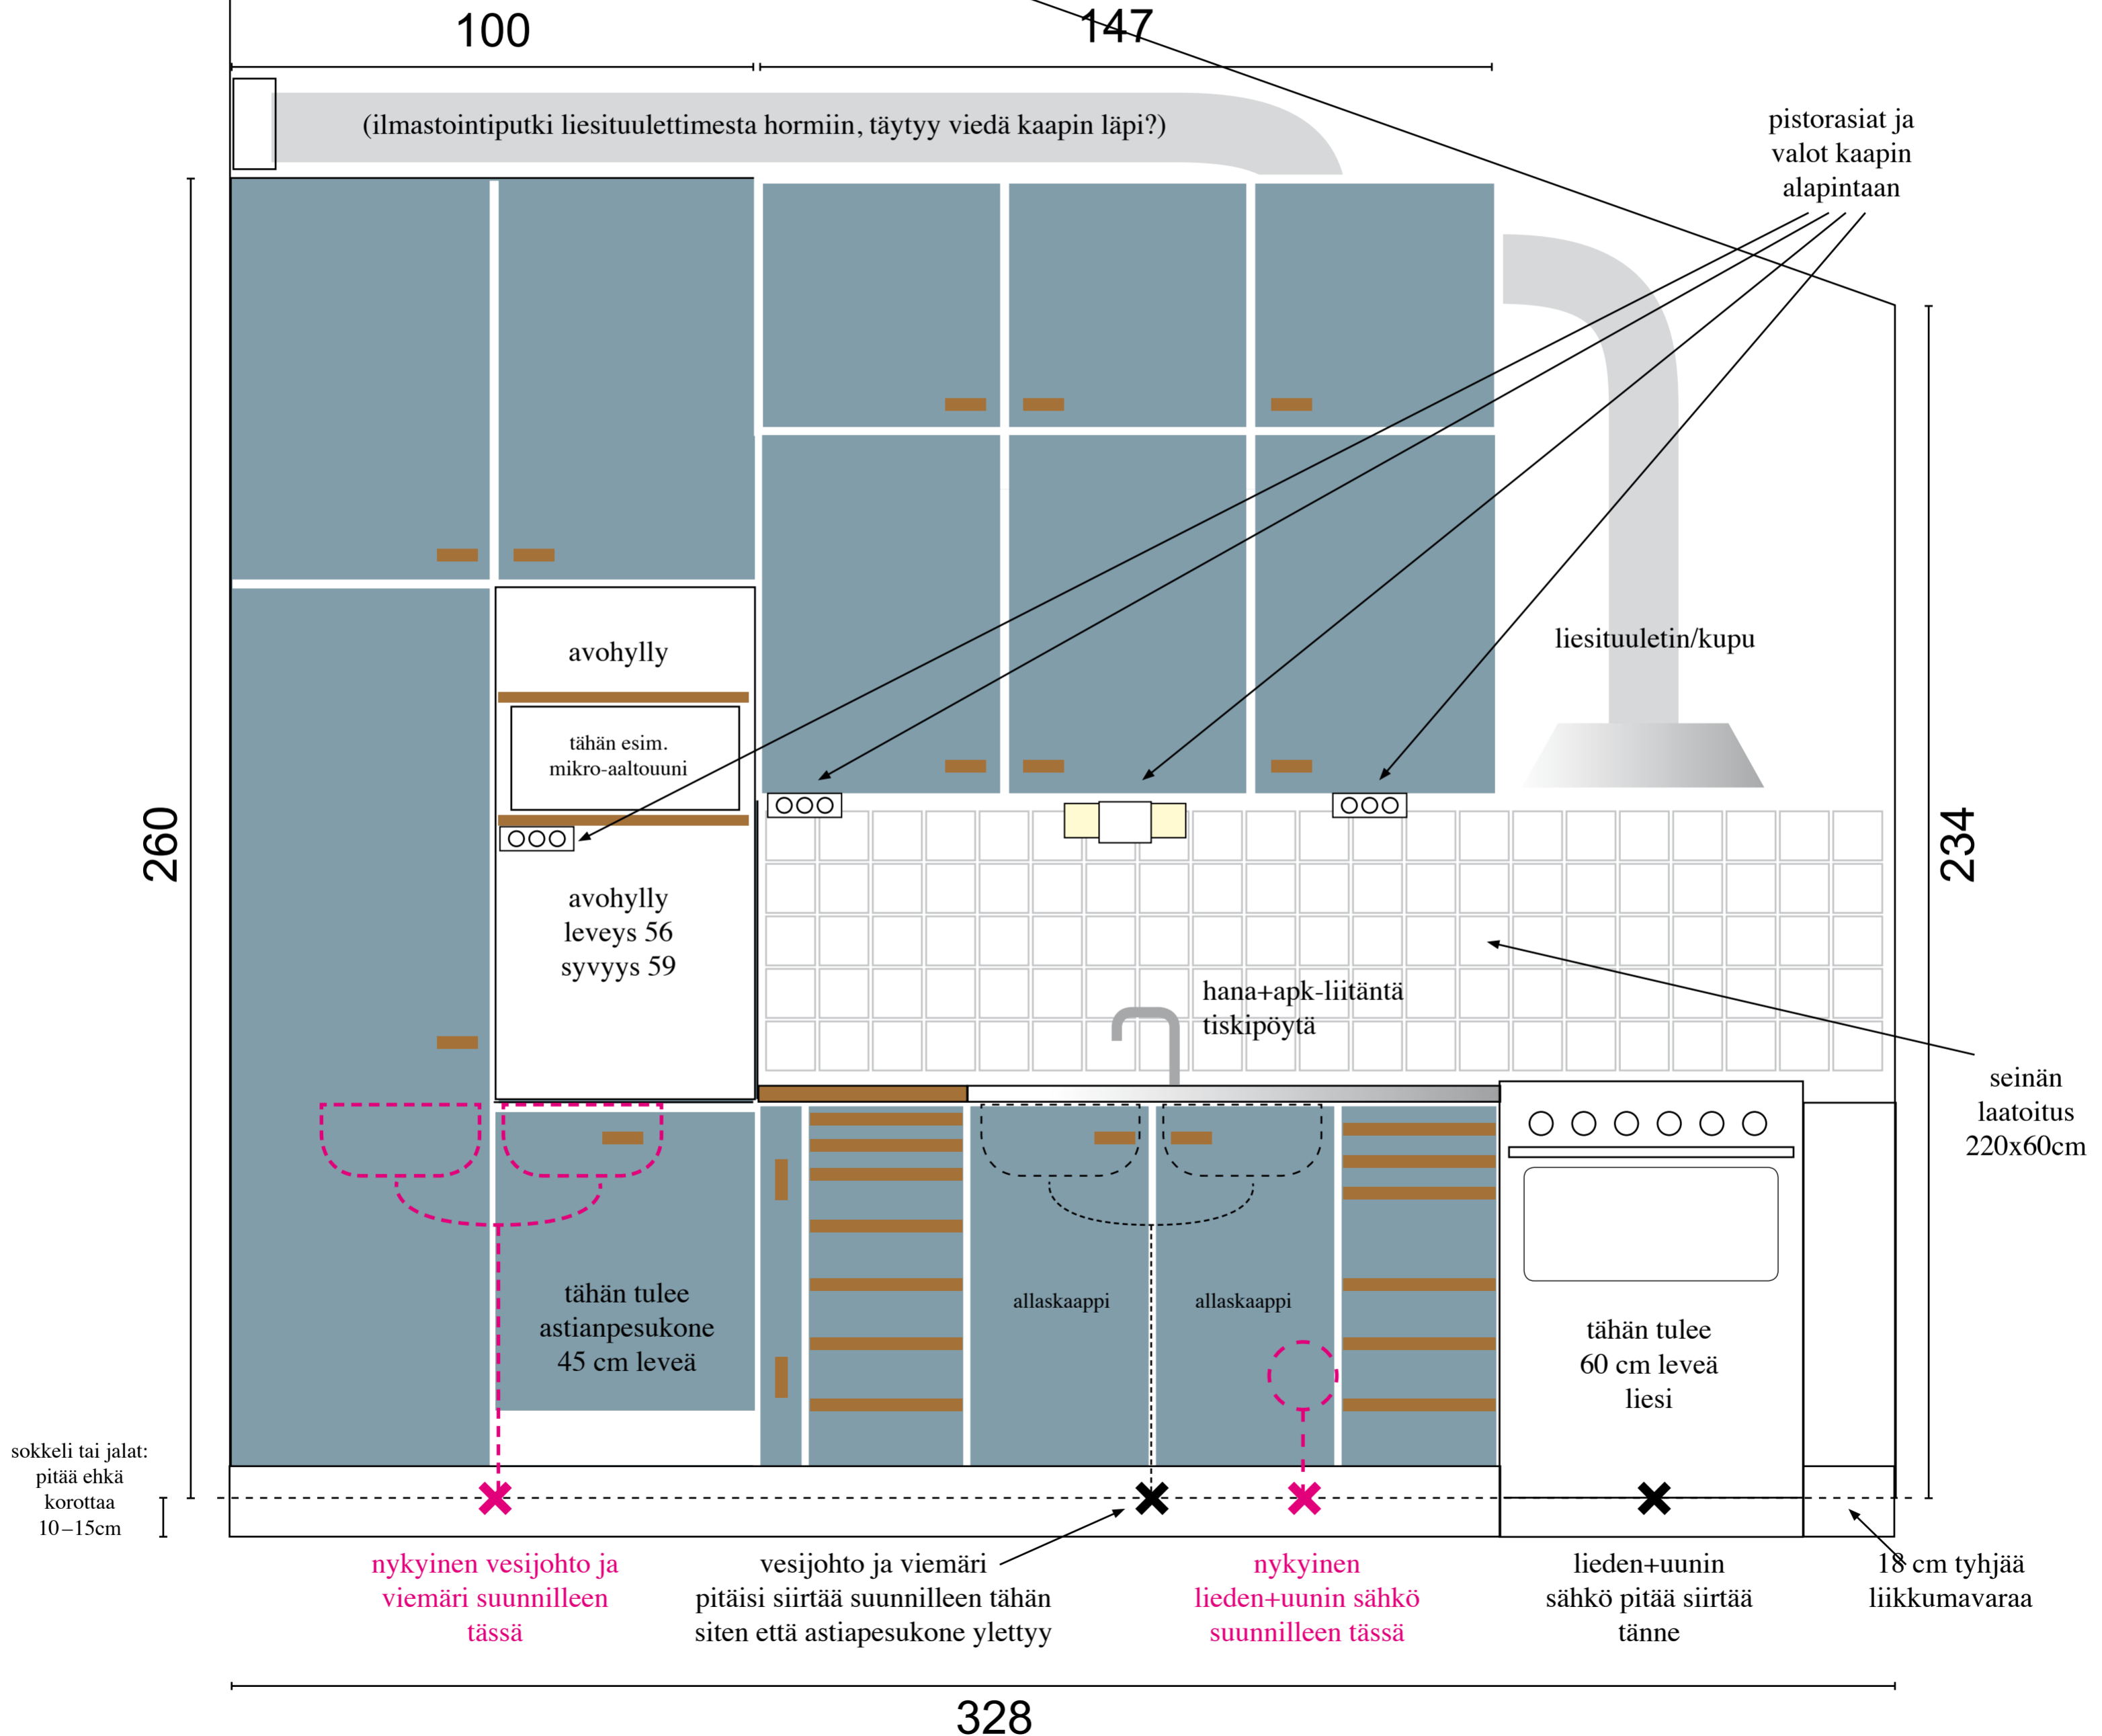 100
147
(ilmastointiputki liesituulettimesta hormiin, täytyy viedä kaapin läpi?)
pistorasiat ja
valot kaapin
alapintaan
avohylly
liesituuletin/kupu
tähän esim.
mikro-aaltouuni
260
234
avohylly
leveys 56
syvyys 59
hana+apk-liitäntä
tiskipöytä
seinän
laatoitus
220x60cm
tähän tulee
astianpesukone
45 cm leveä
allaskaappi
allaskaappi
tähän tulee
60 cm leveä
liesi
sokkeli tai jalat:
pitää ehkä
korottaa
10–15cm
nykyinen vesijohto ja
viemäri suunnilleen
tässä
vesijohto ja viemäri
pitäisi siirtää suunnilleen tähän
siten että astiapesukone ylettyy
nykyinen
lieden+uunin sähkö
suunnilleen tässä
lieden+uunin
sähkö pitää siirtää
tänne
18 cm tyhjää
liikkumavaraa
328